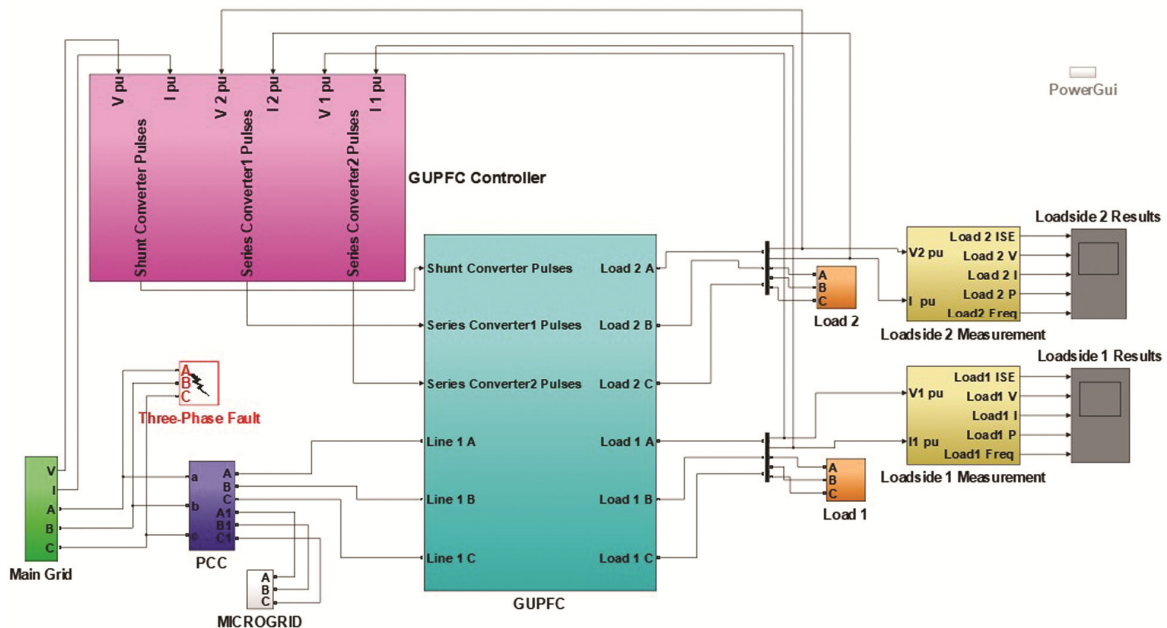 V pu
I pu
V 2 pu
I 2 pu
V 1 pu
I 1 pu
Shunt Converter Pulses
Series Converter1 Pulses
Series Converter2 Pulses
GUPFC Controller
PowerGui
Shunt Converter Pulses
Series Converter1 Pulses
Series Converter2 Pulses
Line 1 A
Line 1 B
Line 1 C
Load 2 A
Load 2 B
Load 2 C
Load 1 A
Load 1 B
Load 1 C
GUPFC
A
B
C
Load 2
V2 pu
I pu
Load 2 ISE
Load 2 V
Load 2 I
Load 2 P
Load2 Freq
Loadside 2 Measurement
Loadside 2 Results
A
B
C
Load 1
V1 pu
I1 pu
Load1 ISE
Load1 V
Load1 I
Load1 P
Load1 Freq
Loadside 1 Measurement
Loadside 1 Results
A
B
C
Three-Phase Fault
V
I
A
B
C
Main Grid
a
b
c
A
B
C
A1
B1
C1
PCC
A
B
C
MICROGRID